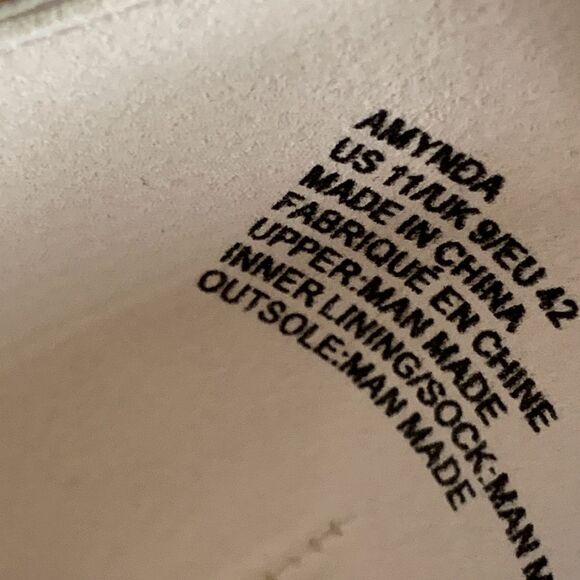 AMYNDA
US 11/UK 9/EU 42
MADE IN CHINA
FABRIQUÉ EN CHINE
UPPER:MAN MADE
INNER LINING/SOCK:MAN M
OUTSOLE:MAN MADE